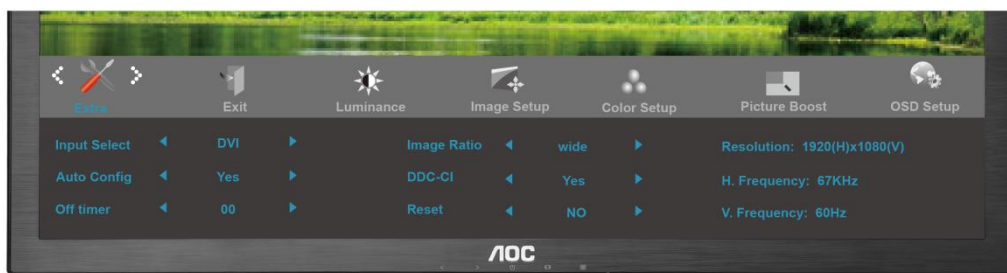 Extra Exit Luminance Image Setup Color Setup Picture Boost OSD Setup
Input Select DVI Image Ratio wide Resolution: 1920(H)x1080(V)
Auto Config Yes DDC-CI Yes H. Frequency: 67KHz
Off timer 00 Reset NO V. Frequency: 60Hz
AOC